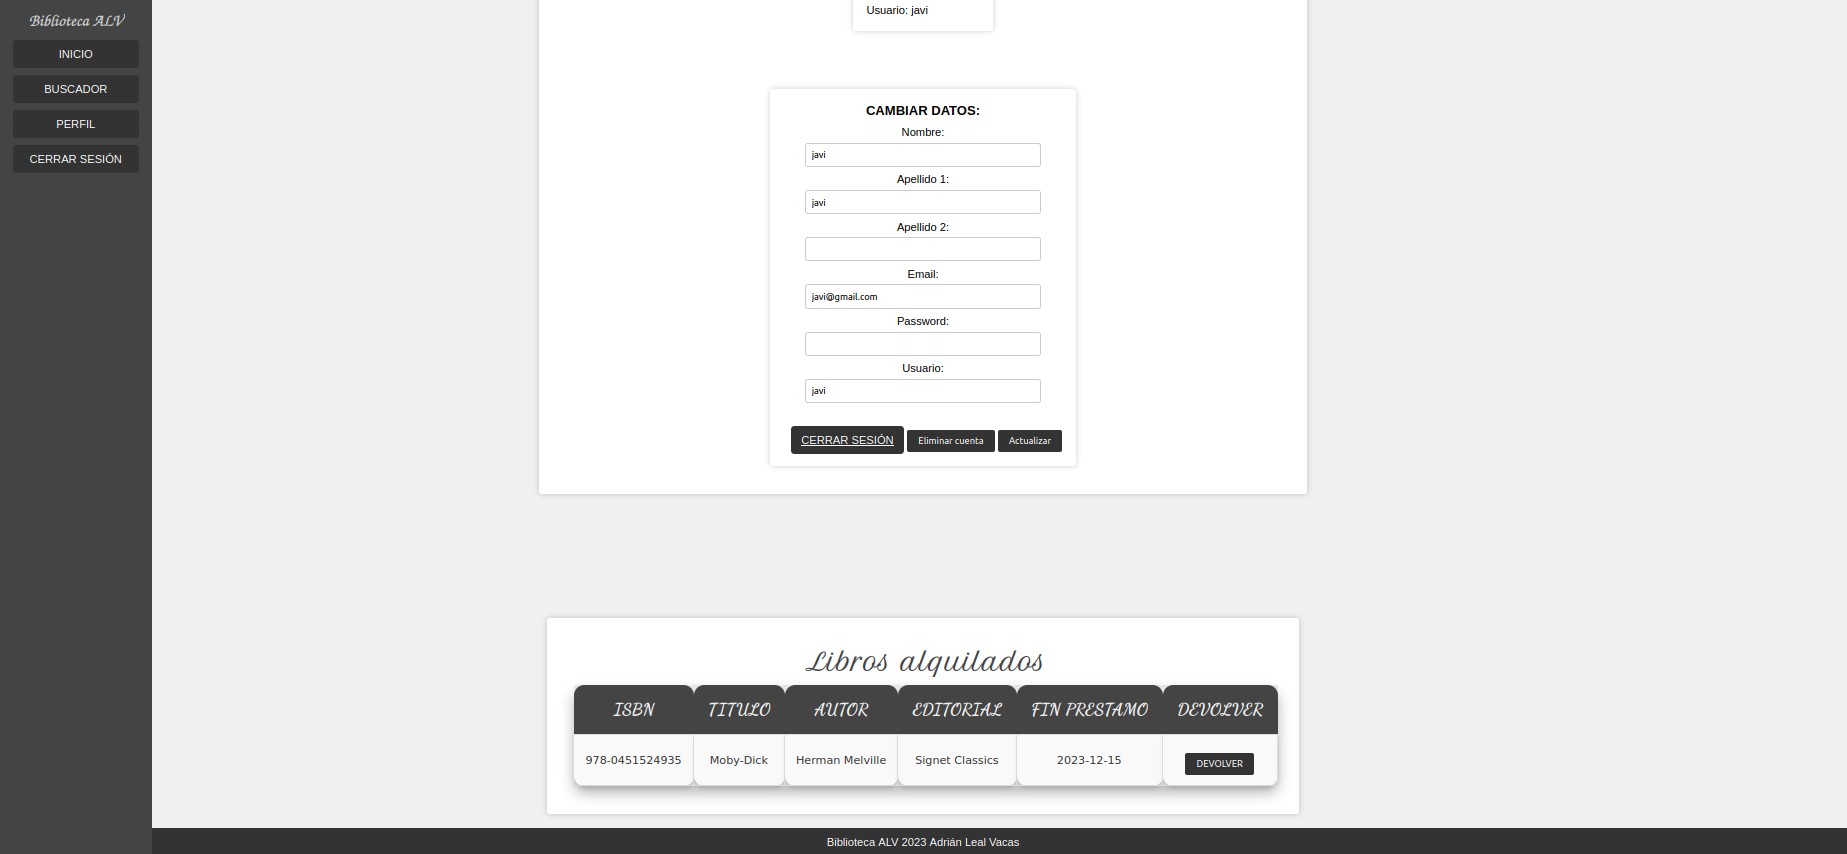 Biblioteca ALV
INICIO
BUSCADOR
PERFIL
CERRAR SESIÓN
Usuario: javi
CAMBIAR DATOS:
Nombre:
javi
Apellido 1:
javi
Apellido 2:
Email:
javi@gmail.com
Password:
Usuario:
javi
CERRAR SESIÓN Eliminar cuenta Actualizar
Libros alquilados
ISBN TITULO AUTOR EDITORIAL FIN PRESTAMO DEVOLVER
978-0451524935 Moby-Dick Herman Melville Signet Classics 2023-12-15 DEVOLVER
Biblioteca ALV 2023 Adrián Leal Vacas